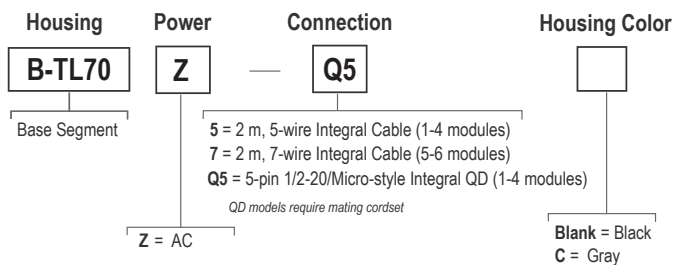 Housing Power Connection Housing Color
B-TL70 Z — Q5
Base Segment
5 = 2 m, 5-wire Integral Cable (1-4 modules)
7 = 2 m, 7-wire Integral Cable (5-6 modules)
Q5 = 5-pin 1/2-20/Micro-style Integral QD (1-4 modules)
QD models require mating cordset
Z = AC
Blank = Black
C = Gray